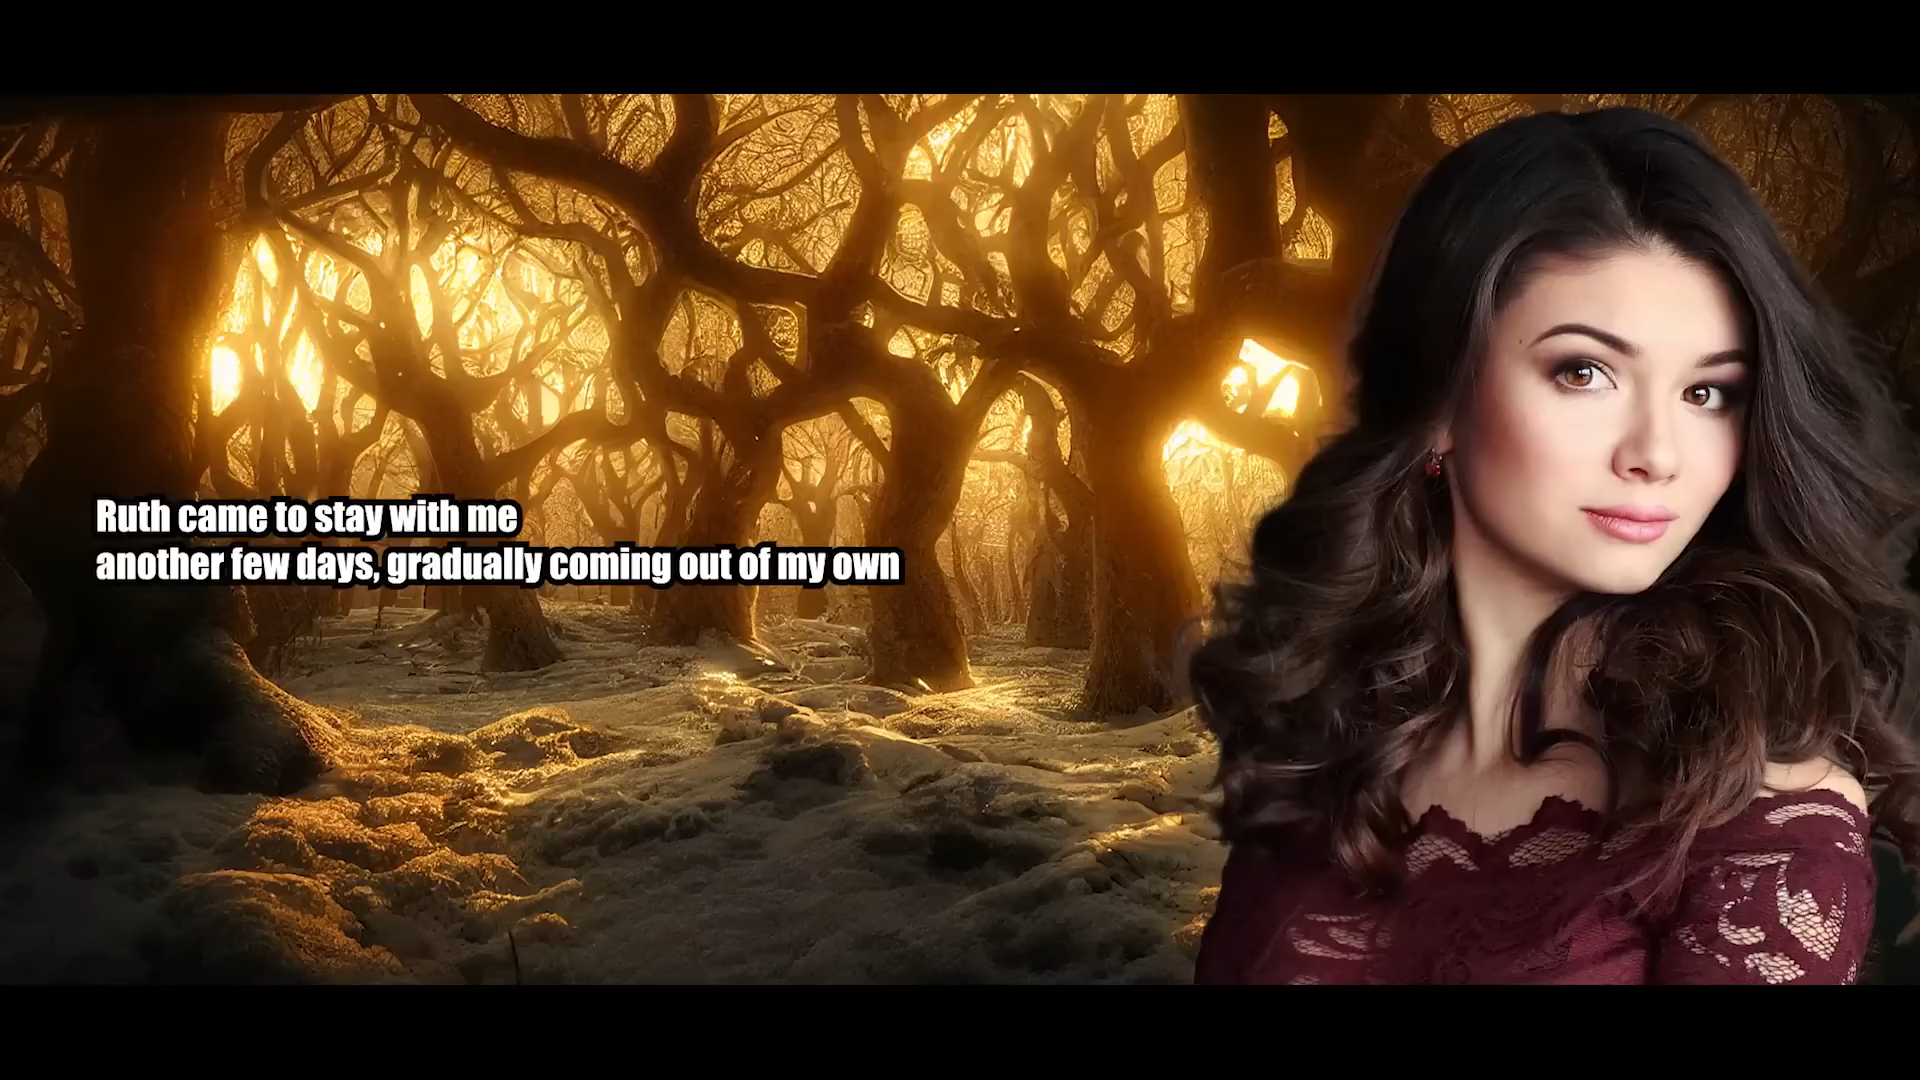 Ruth came to stay with me
another few days, gradually coming out of my own